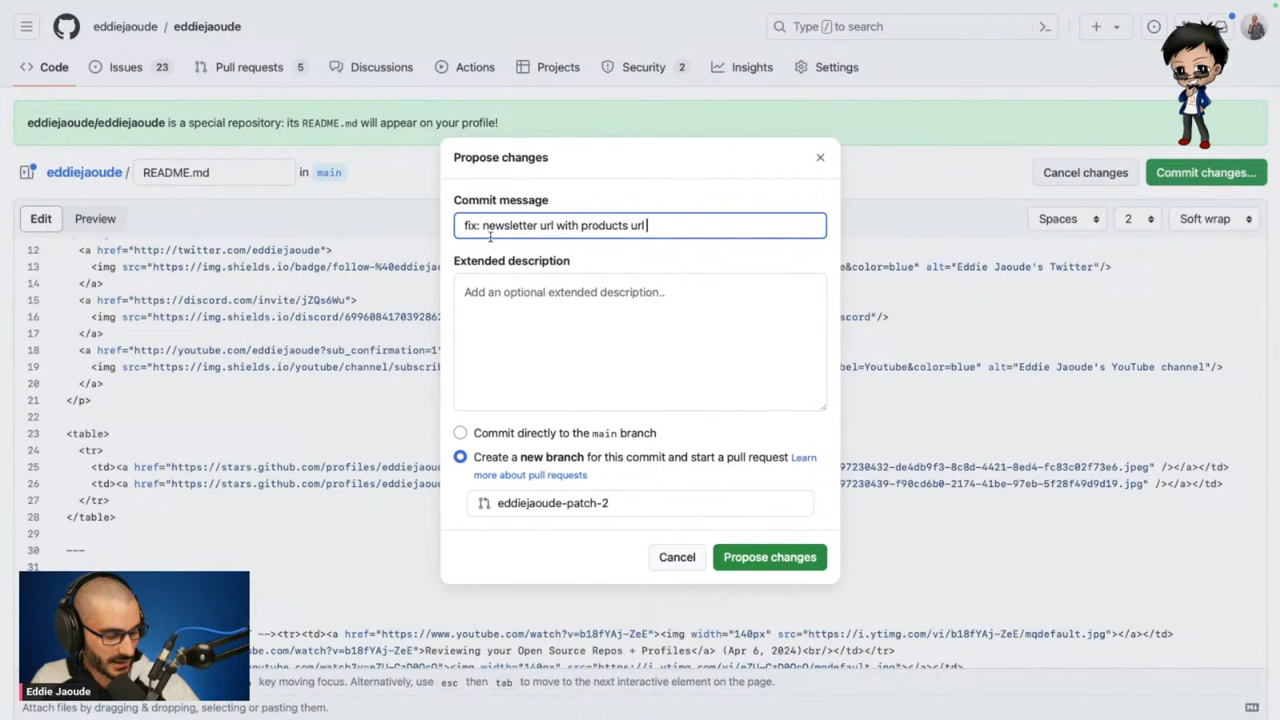 eddiejaoude / eddiejaoude
Type / to search
Code
Issues 23
Pull requests 5
Discussions
Actions
Projects
Security 2
Insights
Settings
eddiejaoude/eddiejaoude is a special repository: its README.md will appear on your profile!
eddiejaoude / README.md in main
Cancel changes
Commit changes...
Edit
Preview
Spaces
2
Soft wrap
Propose changes
Commit message
fix: newsletter url with products url
Extended description
Add an optional extended description..
Commit directly to the main branch
Create a new branch for this commit and start a pull request Learn
more about pull requests
eddiejaoude-patch-2
Cancel
Propose changes
12 <a href="http://twitter.com/eddiejaoude">
13 <img src="https://img.shields.io/badge/follow-%40eddiejac e&color=blue" alt="Eddie Jaoude's Twitter"/>
14 </a>
15 <a href="https://discord.com/invite/jZQs6Wu">
16 <img src="https://img.shields.io/discord/69960841703928 scord"/>
17 </a>
18 <a href="http://youtube.com/eddiejaoude?sub_confirmation=1"
19 <img src="https://img.shields.io/youtube/channel/subscri bel=Youtube&color=blue" alt="Eddie Jaoude's YouTube channel"/>
20 </a>
21 </p>
22
23 <table>
24 <tr>
25 <td><a href="https://stars.github.com/profiles/eddiejaou 97230432-de4db9f3-8c8d-4421-8ed4-fc83c02f73e6.jpeg" /></a></td>
26 <td><a href="https://stars.github.com/profiles/eddiejaou 97230439-f90cd6b0-2174-41be-97eb-5f28f49d9d19.jpg" /></a></td>
27 </tr>
28 </table>
29
30 ---
31
--><tr><td><a href="https://www.youtube.com/watch?v=b18fYAj-ZeE"><img width="140px" src="https://i.ytimg.com/vi/b18fYAj-ZeE/mqdefault.jpg"></a></td>
outube.com/watch?v=b18fYAj-ZeE">Reviewing your Open Source Repos + Profiles</a> (Apr 6, 2024)<br/></td></tr>
key moving focus. Alternatively, use esc then tab to move to the next interactive element on the page.
Attach files by dragging & dropping, selecting or pasting them.
Eddie Jaoude